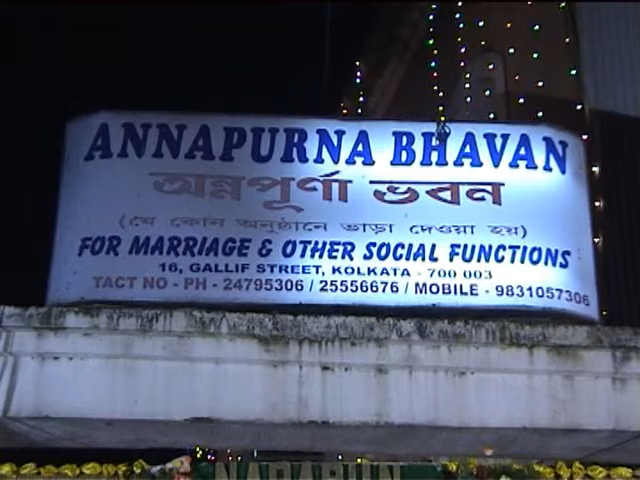 ANNAPURNA BHAVAN
অন্নপূর্ণা ভবন
(যে কোন অনুষ্ঠানে ভাড়া দেওয়া হয়)
FOR MARRIAGE & OTHER SOCIAL FUNCTIONS
16, GALLIF STREET, KOLKATA - 700 003
TACT NO - PH - 24795306 / 25556676 / MOBILE - 9831057306